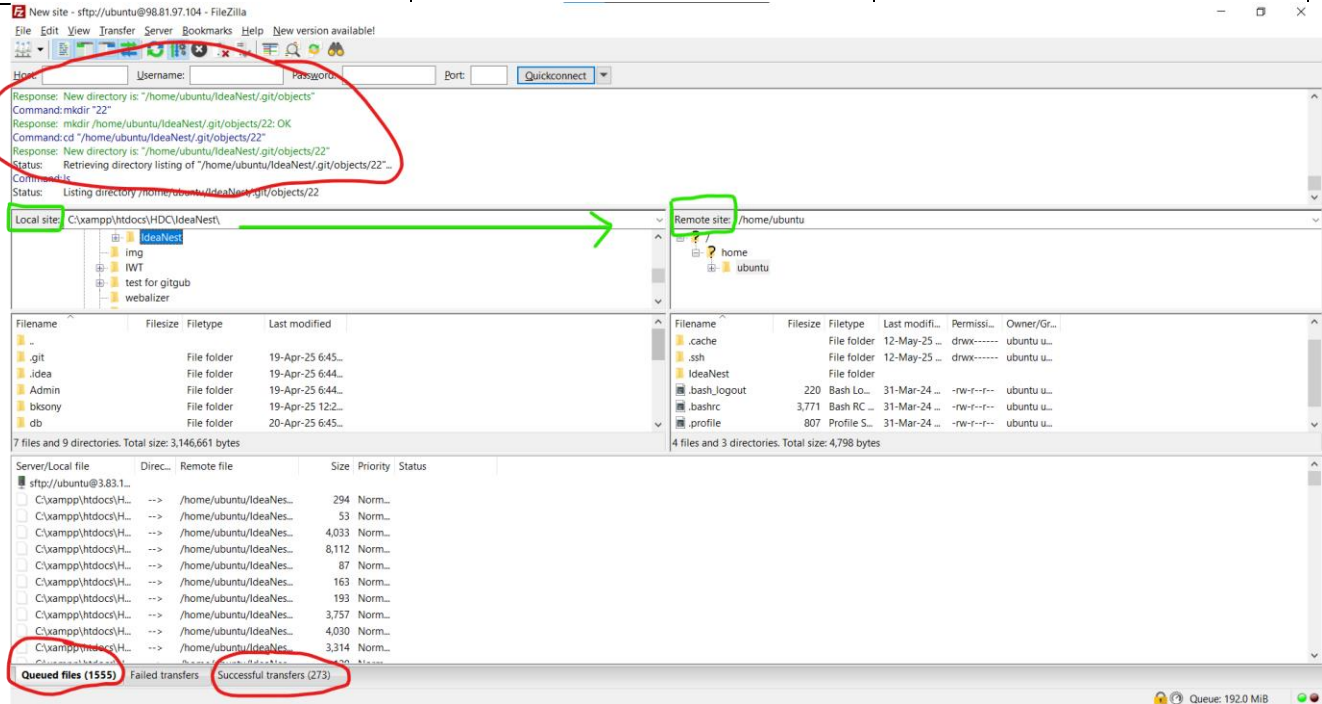 New site - sftp://ubuntu@98.81.97.104 - FileZilla
File Edit View Transfer Server Bookmarks Help New version available!
Host: Username: Password: Port: Quickconnect
Response: New directory is: "/home/ubuntu/IdeaNest/.git/objects"
Command: mkdir "22"
Response: mkdir /home/ubuntu/IdeaNest/.git/objects/22: OK
Command: cd "/home/ubuntu/IdeaNest/.git/objects/22"
Response: New directory is: "/home/ubuntu/IdeaNest/.git/objects/22"
Status: Retrieving directory listing of "/home/ubuntu/IdeaNest/.git/objects/22"...
Command: ls
Status: Listing directory /home/ubuntu/IdeaNest/.git/objects/22
Local site: C:\xampp\htdocs\HDC\IdeaNest\
IdeaNest
img
IWT
test for gitgub
webalizer
Remote site: /home/ubuntu
/
home
ubuntu
Filename Filesize Filetype Last modified
..
.git File folder 19-Apr-25 6:45...
.idea File folder 19-Apr-25 6:44...
Admin File folder 19-Apr-25 6:44...
bksony File folder 19-Apr-25 12:2...
db File folder 20-Apr-25 6:45...
7 files and 9 directories. Total size: 3,146,661 bytes
Filename Filesize Filetype Last modifi... Permissi... Owner/Gr...
.cache File folder 12-May-25 ... drwx------ ubuntu u...
.ssh File folder 12-May-25 ... drwx------ ubuntu u...
IdeaNest File folder
.bash_logout 220 Bash Lo... 31-Mar-24 ... -rw-r--r-- ubuntu u...
.bashrc 3,771 Bash RC ... 31-Mar-24 ... -rw-r--r-- ubuntu u...
.profile 807 Profile S... 31-Mar-24 ... -rw-r--r-- ubuntu u...
4 files and 3 directories. Total size: 4,798 bytes
Server/Local file Direc... Remote file Size Priority Status
sftp://ubuntu@3.83.1...
C:\xampp\htdocs\H... --> /home/ubuntu/IdeaNes... 294 Norm...
C:\xampp\htdocs\H... --> /home/ubuntu/IdeaNes... 53 Norm...
C:\xampp\htdocs\H... --> /home/ubuntu/IdeaNes... 4,033 Norm...
C:\xampp\htdocs\H... --> /home/ubuntu/IdeaNes... 8,112 Norm...
C:\xampp\htdocs\H... --> /home/ubuntu/IdeaNes... 87 Norm...
C:\xampp\htdocs\H... --> /home/ubuntu/IdeaNes... 163 Norm...
C:\xampp\htdocs\H... --> /home/ubuntu/IdeaNes... 193 Norm...
C:\xampp\htdocs\H... --> /home/ubuntu/IdeaNes... 3,757 Norm...
C:\xampp\htdocs\H... --> /home/ubuntu/IdeaNes... 4,030 Norm...
C:\xampp\htdocs\H... --> /home/ubuntu/IdeaNes... 3,314 Norm...
Queued files (1555) Failed transfers Successful transfers (273)
Queue: 192.0 MiB